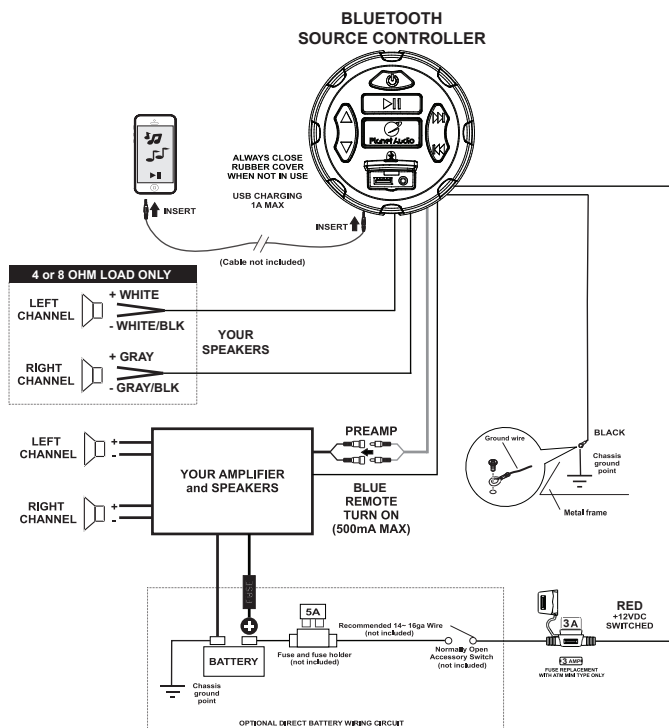 BLUETOOTH
SOURCE CONTROLLER
Planet Audio
ALWAYS CLOSE
RUBBER COVER
WHEN NOT IN USE
USB CHARGING
1A MAX
INSERT
INSERT
(Cable not included)
4 or 8 OHM LOAD ONLY
LEFT
CHANNEL
+ WHITE
- WHITE/BLK
YOUR
SPEAKERS
RIGHT
CHANNEL
+ GRAY
- GRAY/BLK
LEFT
CHANNEL
+
-
RIGHT
CHANNEL
+
-
YOUR AMPLIFIER
and SPEAKERS
PREAMP
BLUE
REMOTE
TURN ON
(500mA MAX)
BLACK
Ground wire
Chassis
ground
point
Metal frame
FUSE
5A
Recommended 14~ 16ga Wire
(not included)
Fuse and fuse holder
(not included)
Normally Open
Accessory Switch
(not included)
BATTERY
Chassis
ground
point
RED
+12VDC
SWITCHED
3A
3 AMP
FUSE REPLACEMENT
WITH ATM MINI TYPE ONLY
OPTIONAL DIRECT BATTERY WIRING CIRCUIT